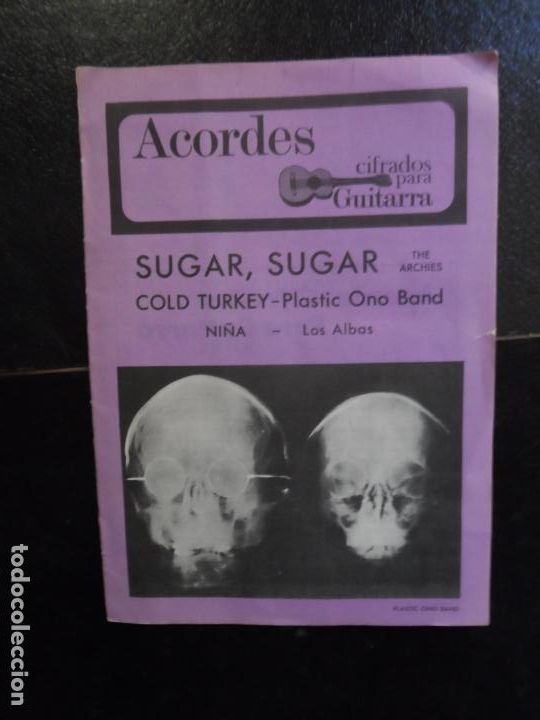 Acordes
cifrados
para
Guitarra
SUGAR, SUGAR THE ARCHIES
COLD TURKEY-Plastic Ono Band
NIÑA - Los Albas
PLASTIC ONO BAND
todocoleccion.net